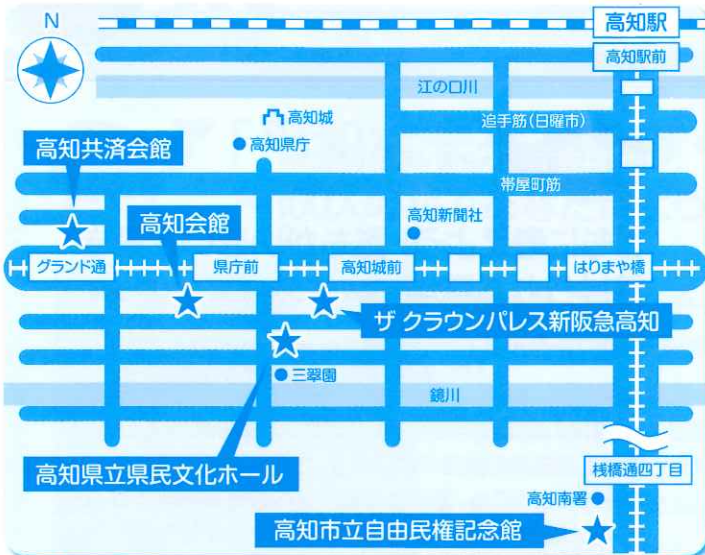 N
高知駅
高知駅前
江の口川
高知城
追手筋(日曜市)
高知共済会館
高知県庁
帯屋町筋
高知会館
高知新聞社
グランド通
県庁前
高知城前
はりまや橋
ザ クラウンパレス新阪急高知
三翠園
鏡川
高知県立県民文化ホール
桟橋通四丁目
高知南署
高知市立自由民権記念館